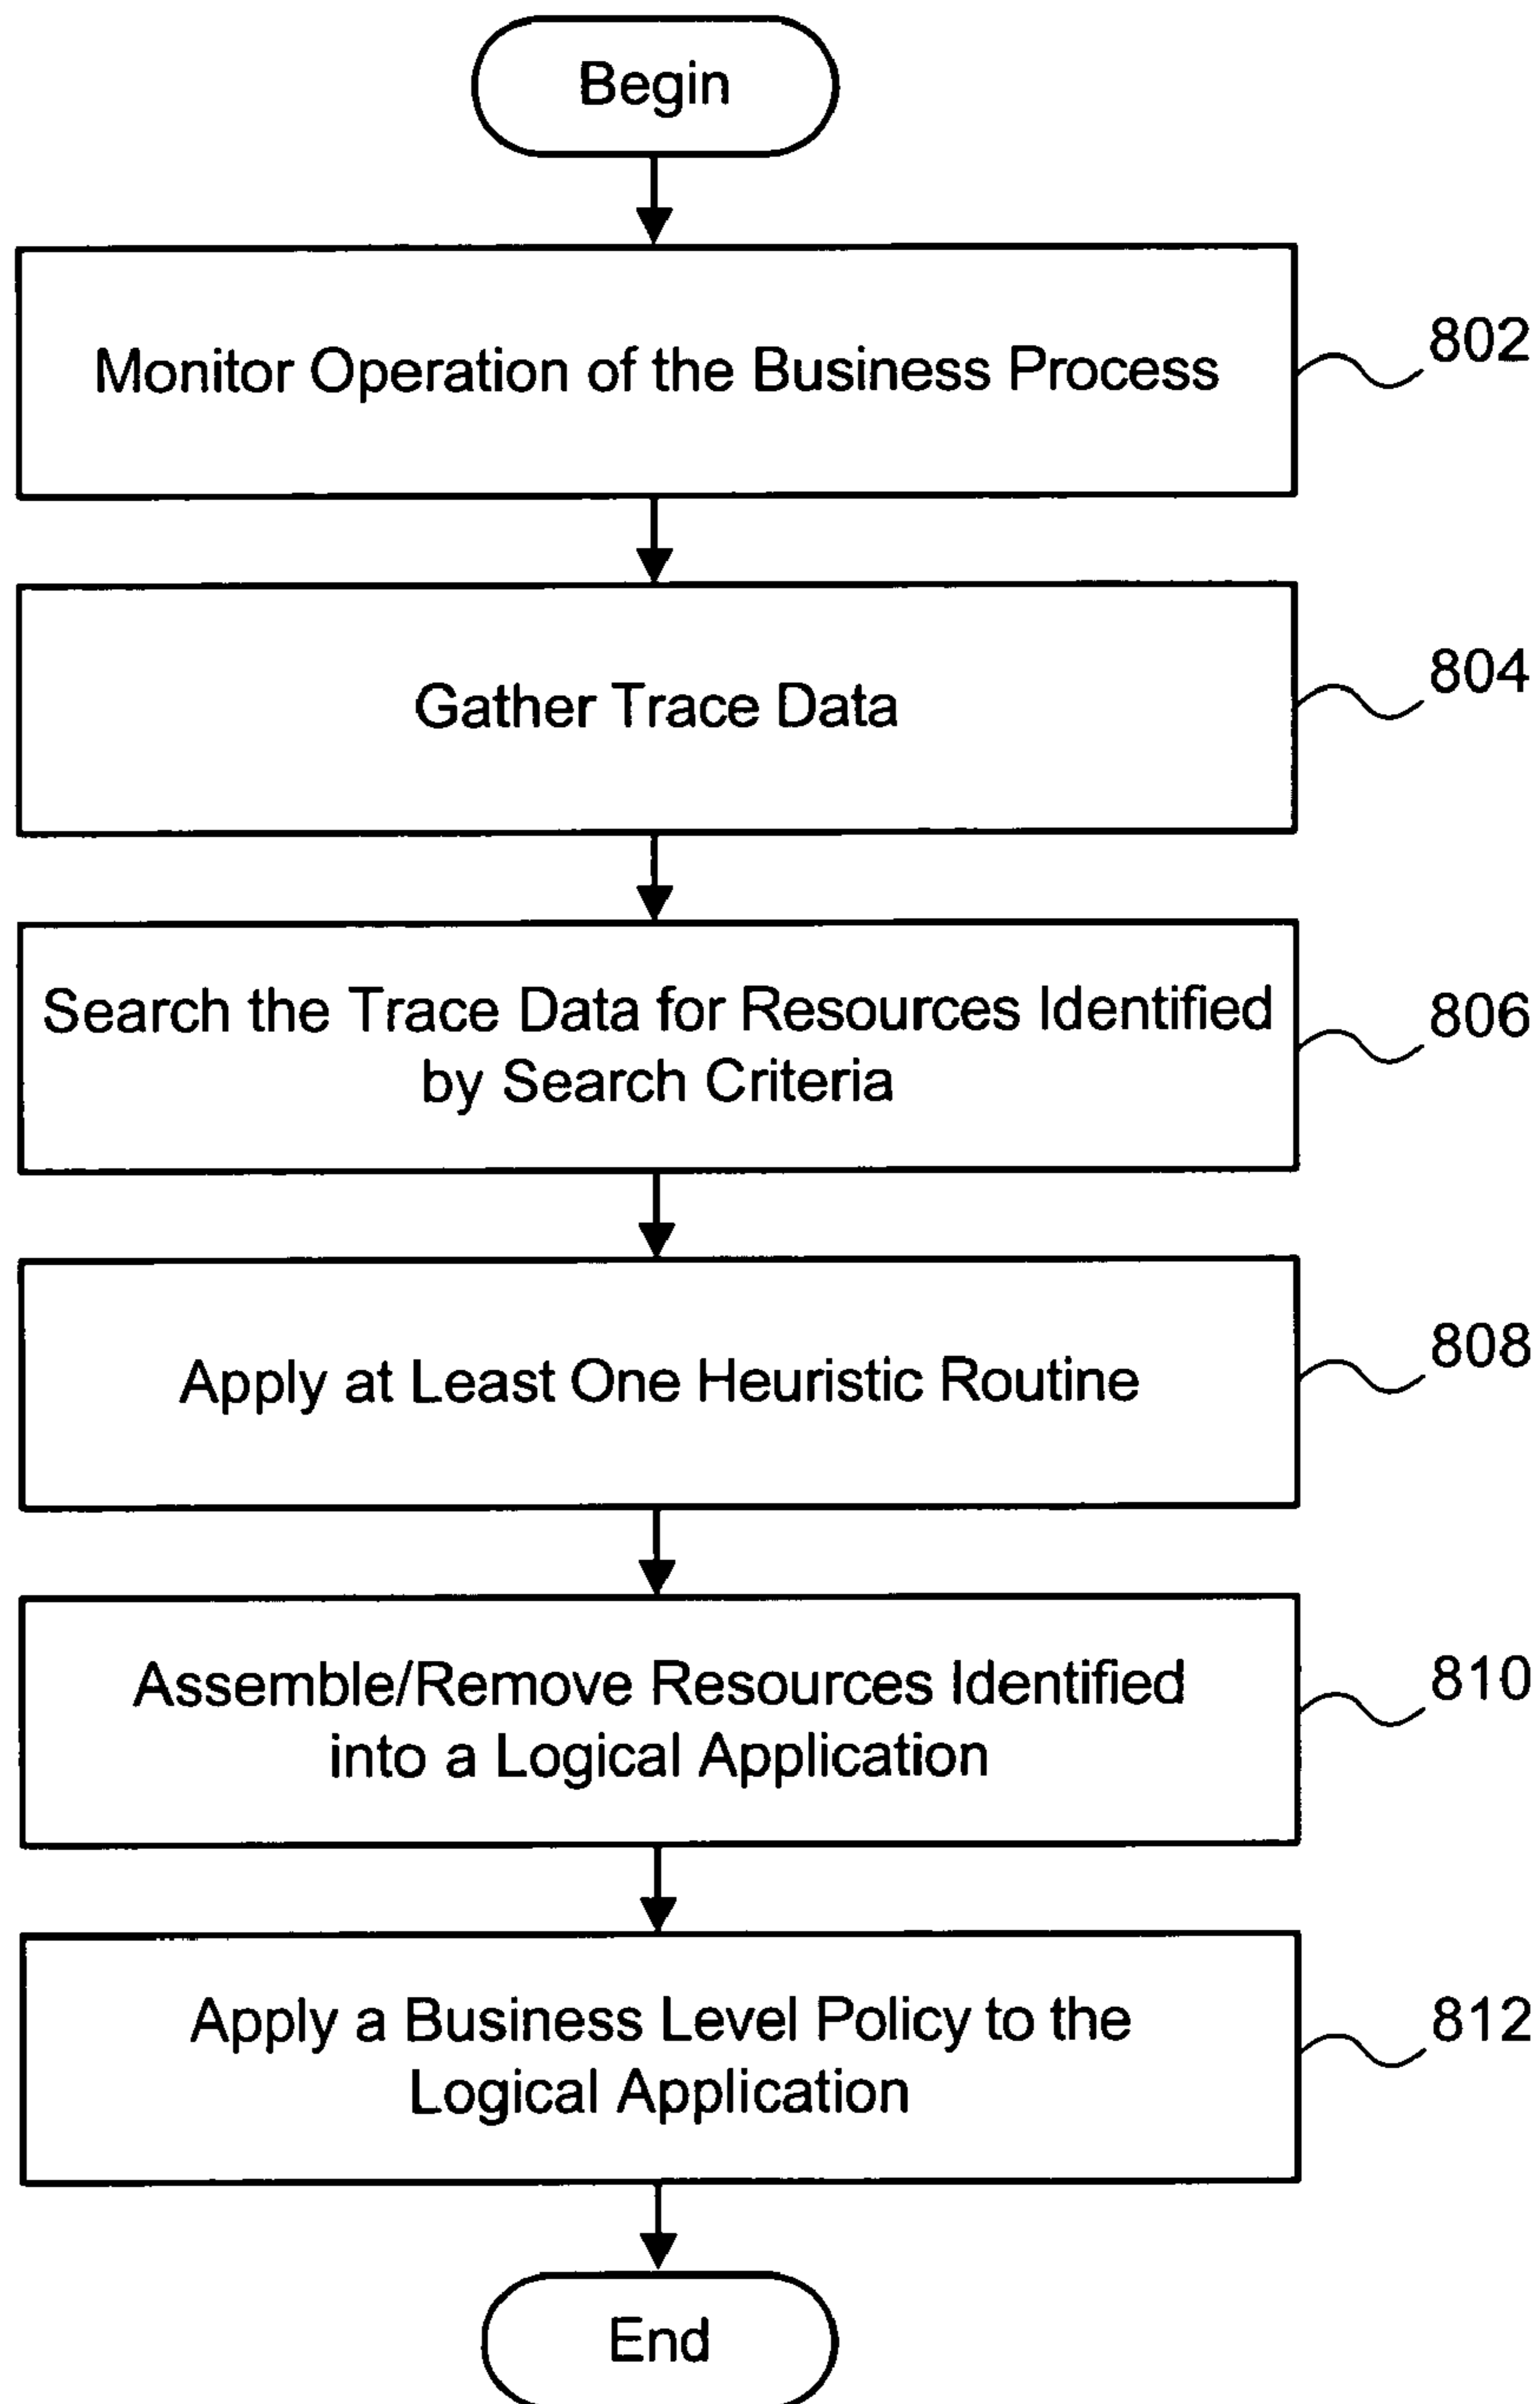 Begin
Monitor Operation of the Business Process
802
Gather Trace Data
804
Search the Trace Data for Resources Identified
by Search Criteria
806
Apply at Least One Heuristic Routine
808
Assemble/Remove Resources Identified
into a Logical Application
810
Apply a Business Level Policy to the
Logical Application
812
End